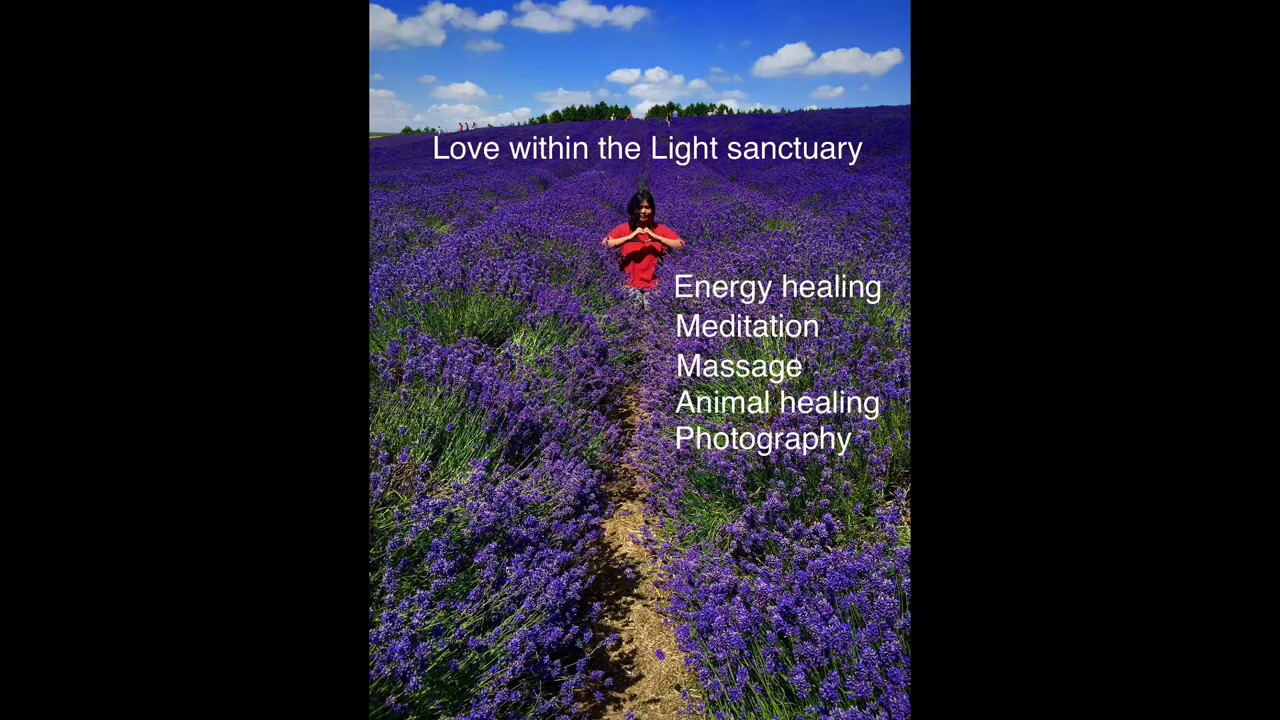 Love within the Light sanctuary
Energy healing
Meditation
Massage
Animal healing
Photography